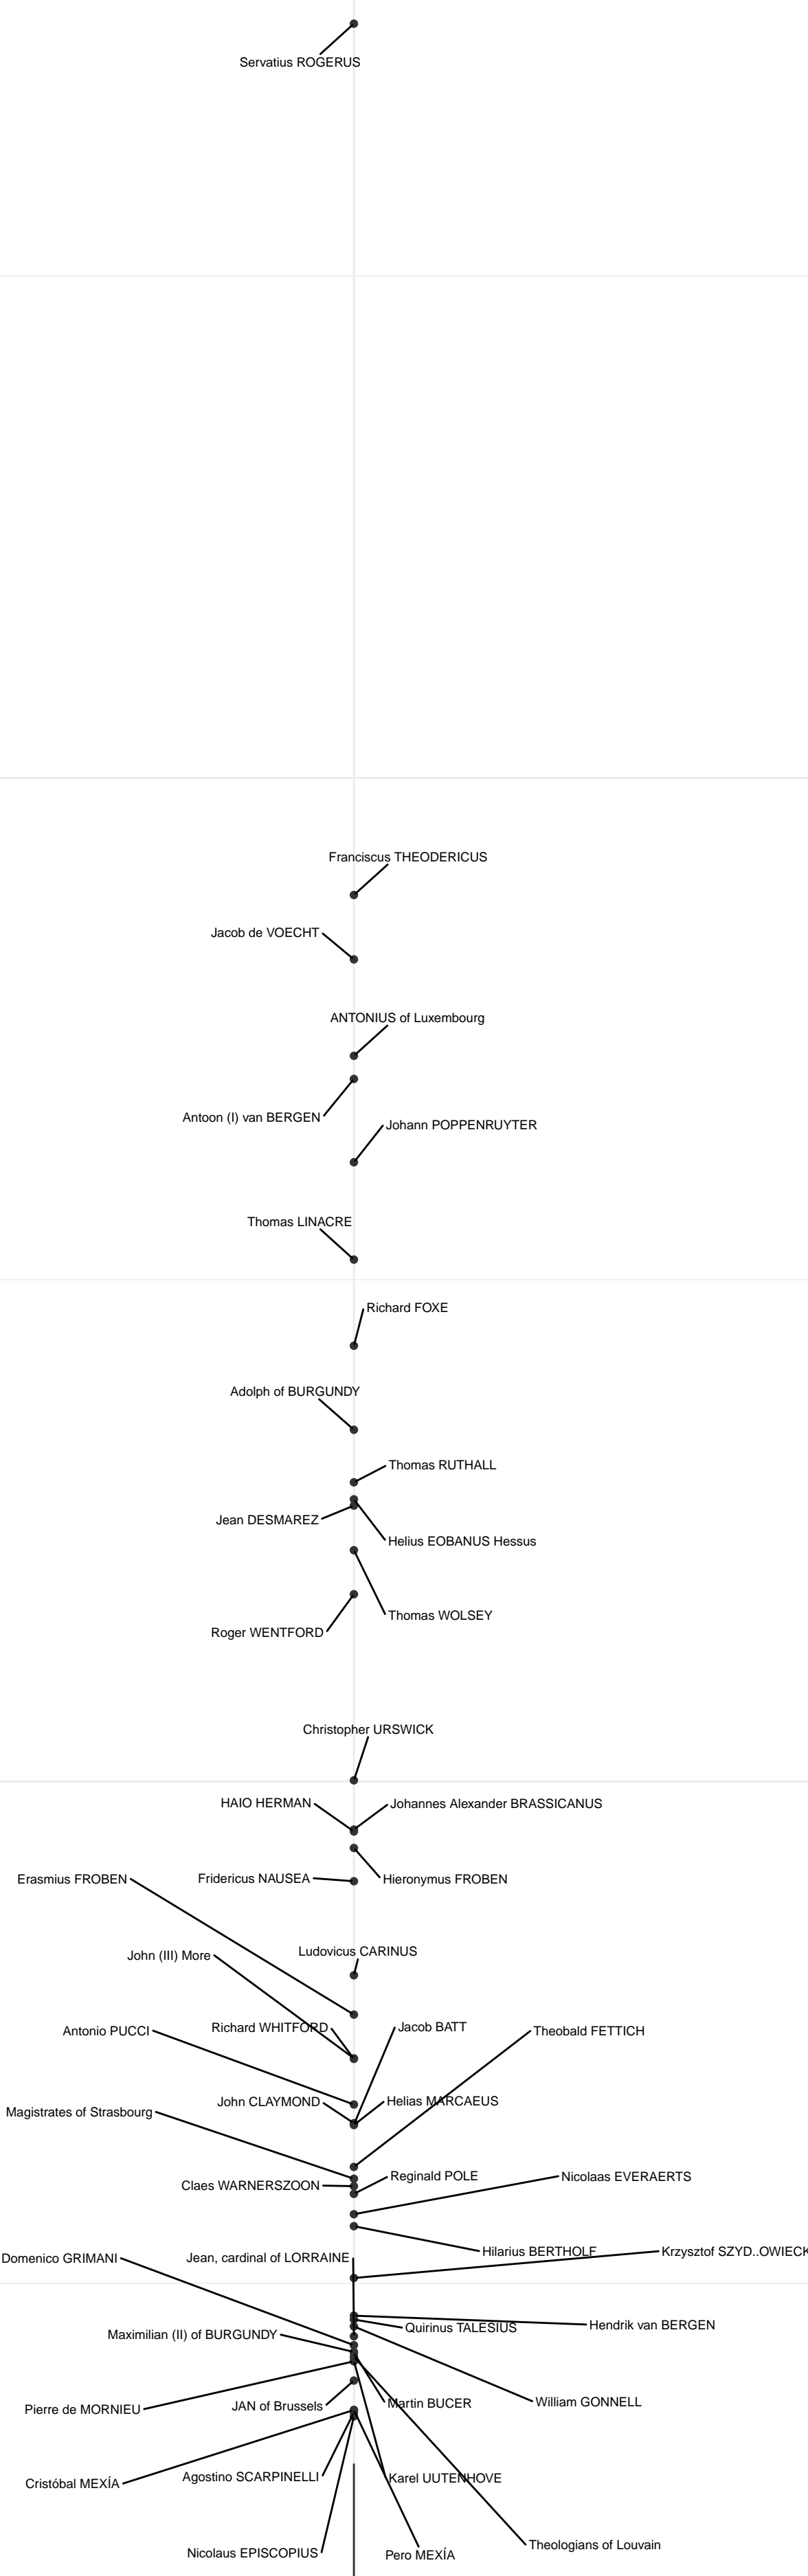 Servatius ROGERUS
Franciscus THEODERICUS
Jacob de VOECHT
ANTONIUS of Luxembourg
Antoon (I) van BERGEN
Johann POPPENRUYTER
Thomas LINACRE
Richard FOXE
Adolph of BURGUNDY
Thomas RUTHALL
Jean DESMAREZ
Helius EOBANUS Hessus
Thomas WOLSEY
Roger WENTFORD
Christopher URSWICK
HAIO HERMAN
Johannes Alexander BRASSICANUS
Erasmius FROBEN
Fridericus NAUSEA
Hieronymus FROBEN
Ludovicus CARINUS
John (III) More
Antonio PUCCI
Richard WHITFORD
Jacob BATT
Theobald FETTICH
John CLAYMOND
Helias MARCAEUS
Magistrates of Strasbourg
Reginald POLE
Nicolaas EVERAERTS
Claes WARNERSZOON
Hilarius BERTHOLF
Krzysztof SZYD..OWIECK
Domenico GRIMANI
Jean, cardinal of LORRAINE
Hendrik van BERGEN
Quirinus TALESIUS
Maximilian (II) of BURGUNDY
William GONNELL
Martin BUCER
JAN of Brussels
Pierre de MORNIEU
Agostino SCARPINELLI
Karel UUTENHOVE
Cristóbal MEXÍA
Theologians of Louvain
Nicolaus EPISCOPIUS
Pero MEXÍA